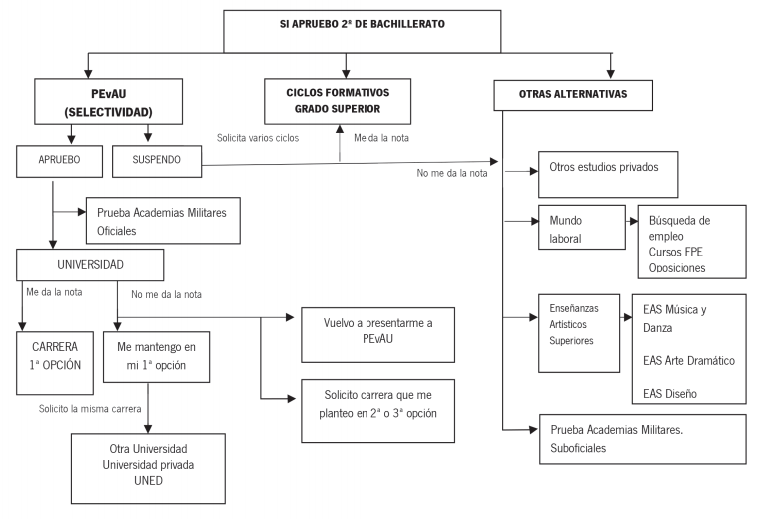 SI APRUEBO 2º DE BACHILLERATO
PEvAU
(SELECTIVIDAD)
CICLOS FORMATIVOS
GRADO SUPERIOR
OTRAS ALTERNATIVAS
Solicita varios ciclos
Me da la nota
APRUEBO
SUSPENDO
No me da la nota
Otros estudios privados
Prueba Academias Militares
Oficiales
Mundo
laboral
Búsqueda de
empleo
Cursos FPE
Oposiciones
UNIVERSIDAD
Me da la nota
No me da la nota
CARRERA
1ª OPCIÓN
Me mantengo en
mi 1ª opción
Vuelvo a presentarme a
PEvAU
Enseñanzas
Artísticos
Superiores
EAS Música y
Danza
EAS Arte Dramático
EAS Diseño
Solicito carrera que me
planteo en 2ª o 3ª opción
Solicito la misma carrera
Otra Universidad
Universidad privada
UNED
Prueba Academias Militares.
Suboficiales